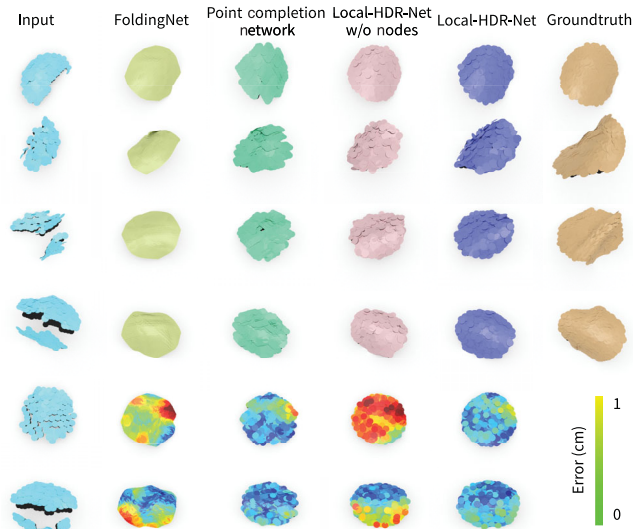 Input
FoldingNet
Point completion
network
Local-HDR-Net
w/o nodes
Local-HDR-Net
Groundtruth
1
Error (cm)
0